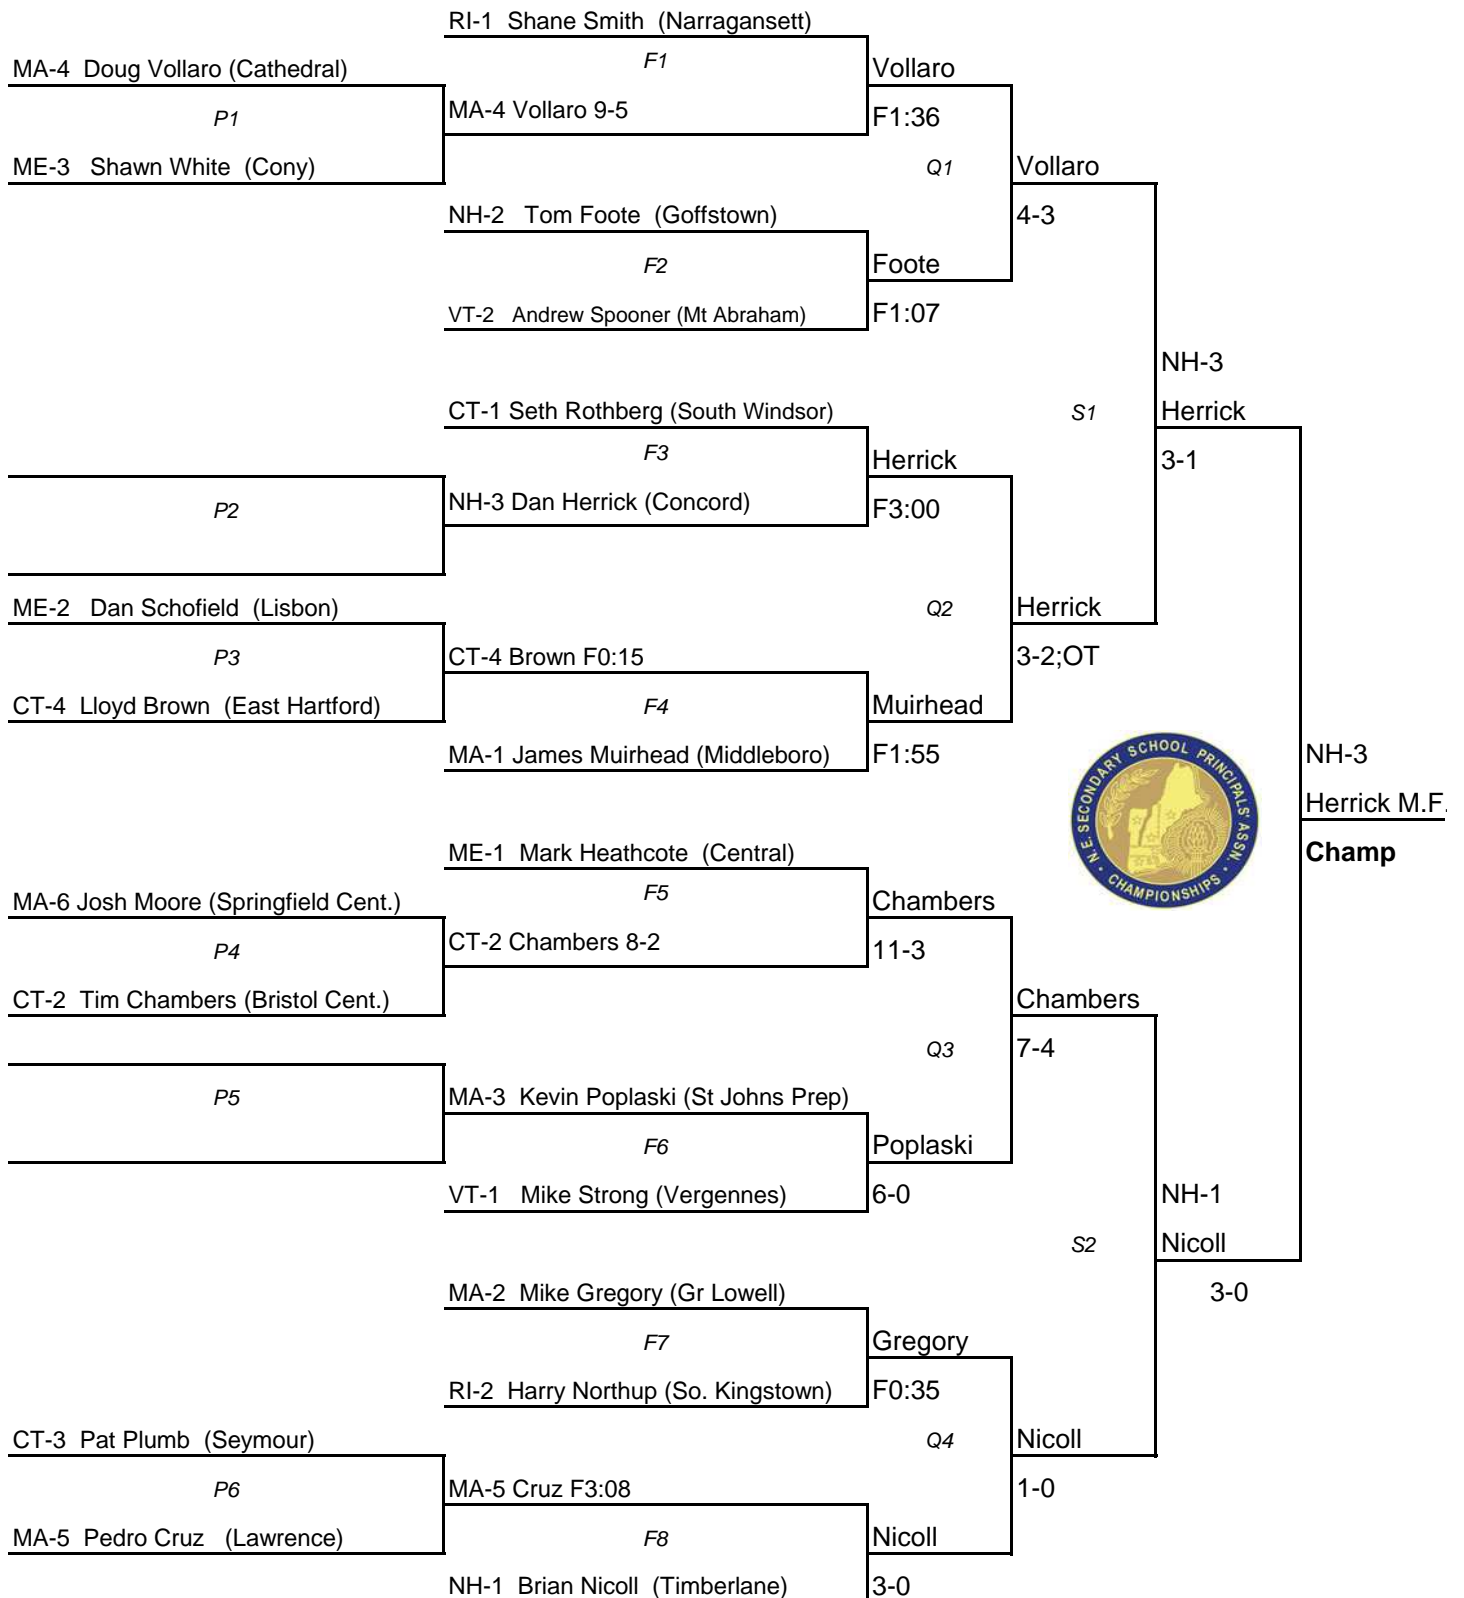 RI-1 Shane Smith (Narragansett)
F1
MA-4 Doug Vollaro (Cathedral)
Vollaro
P1
MA-4 Vollaro 9-5
F1:36
ME-3 Shawn White (Cony)
Q1
Vollaro
NH-2 Tom Foote (Goffstown)
4-3
F2
Foote
VT-2 Andrew Spooner (Mt Abraham)
F1:07
NH-3
CT-1 Seth Rothberg (South Windsor)
S1
Herrick
F3
Herrick
3-1
P2
NH-3 Dan Herrick (Concord)
F3:00
ME-2 Dan Schofield (Lisbon)
Q2
Herrick
P3
CT-4 Brown F0:15
3-2;OT
CT-4 Lloyd Brown (East Hartford)
F4
Muirhead
MA-1 James Muirhead (Middleboro)
F1:55
N.E. SECONDARY SCHOOL PRINCIPALS' ASSN.
• CHAMPIONSHIPS •
NH-3
Herrick M.F.
ME-1 Mark Heathcote (Central)
Champ
F5
MA-6 Josh Moore (Springfield Cent.)
Chambers
P4
CT-2 Chambers 8-2
11-3
CT-2 Tim Chambers (Bristol Cent.)
Chambers
Q3
7-4
P5
MA-3 Kevin Poplaski (St Johns Prep)
F6
Poplaski
VT-1 Mike Strong (Vergennes)
6-0
NH-1
S2
Nicoll
MA-2 Mike Gregory (Gr Lowell)
3-0
F7
Gregory
RI-2 Harry Northup (So. Kingstown)
F0:35
CT-3 Pat Plumb (Seymour)
Q4
Nicoll
P6
MA-5 Cruz F3:08
1-0
MA-5 Pedro Cruz (Lawrence)
F8
Nicoll
NH-1 Brian Nicoll (Timberlane)
3-0